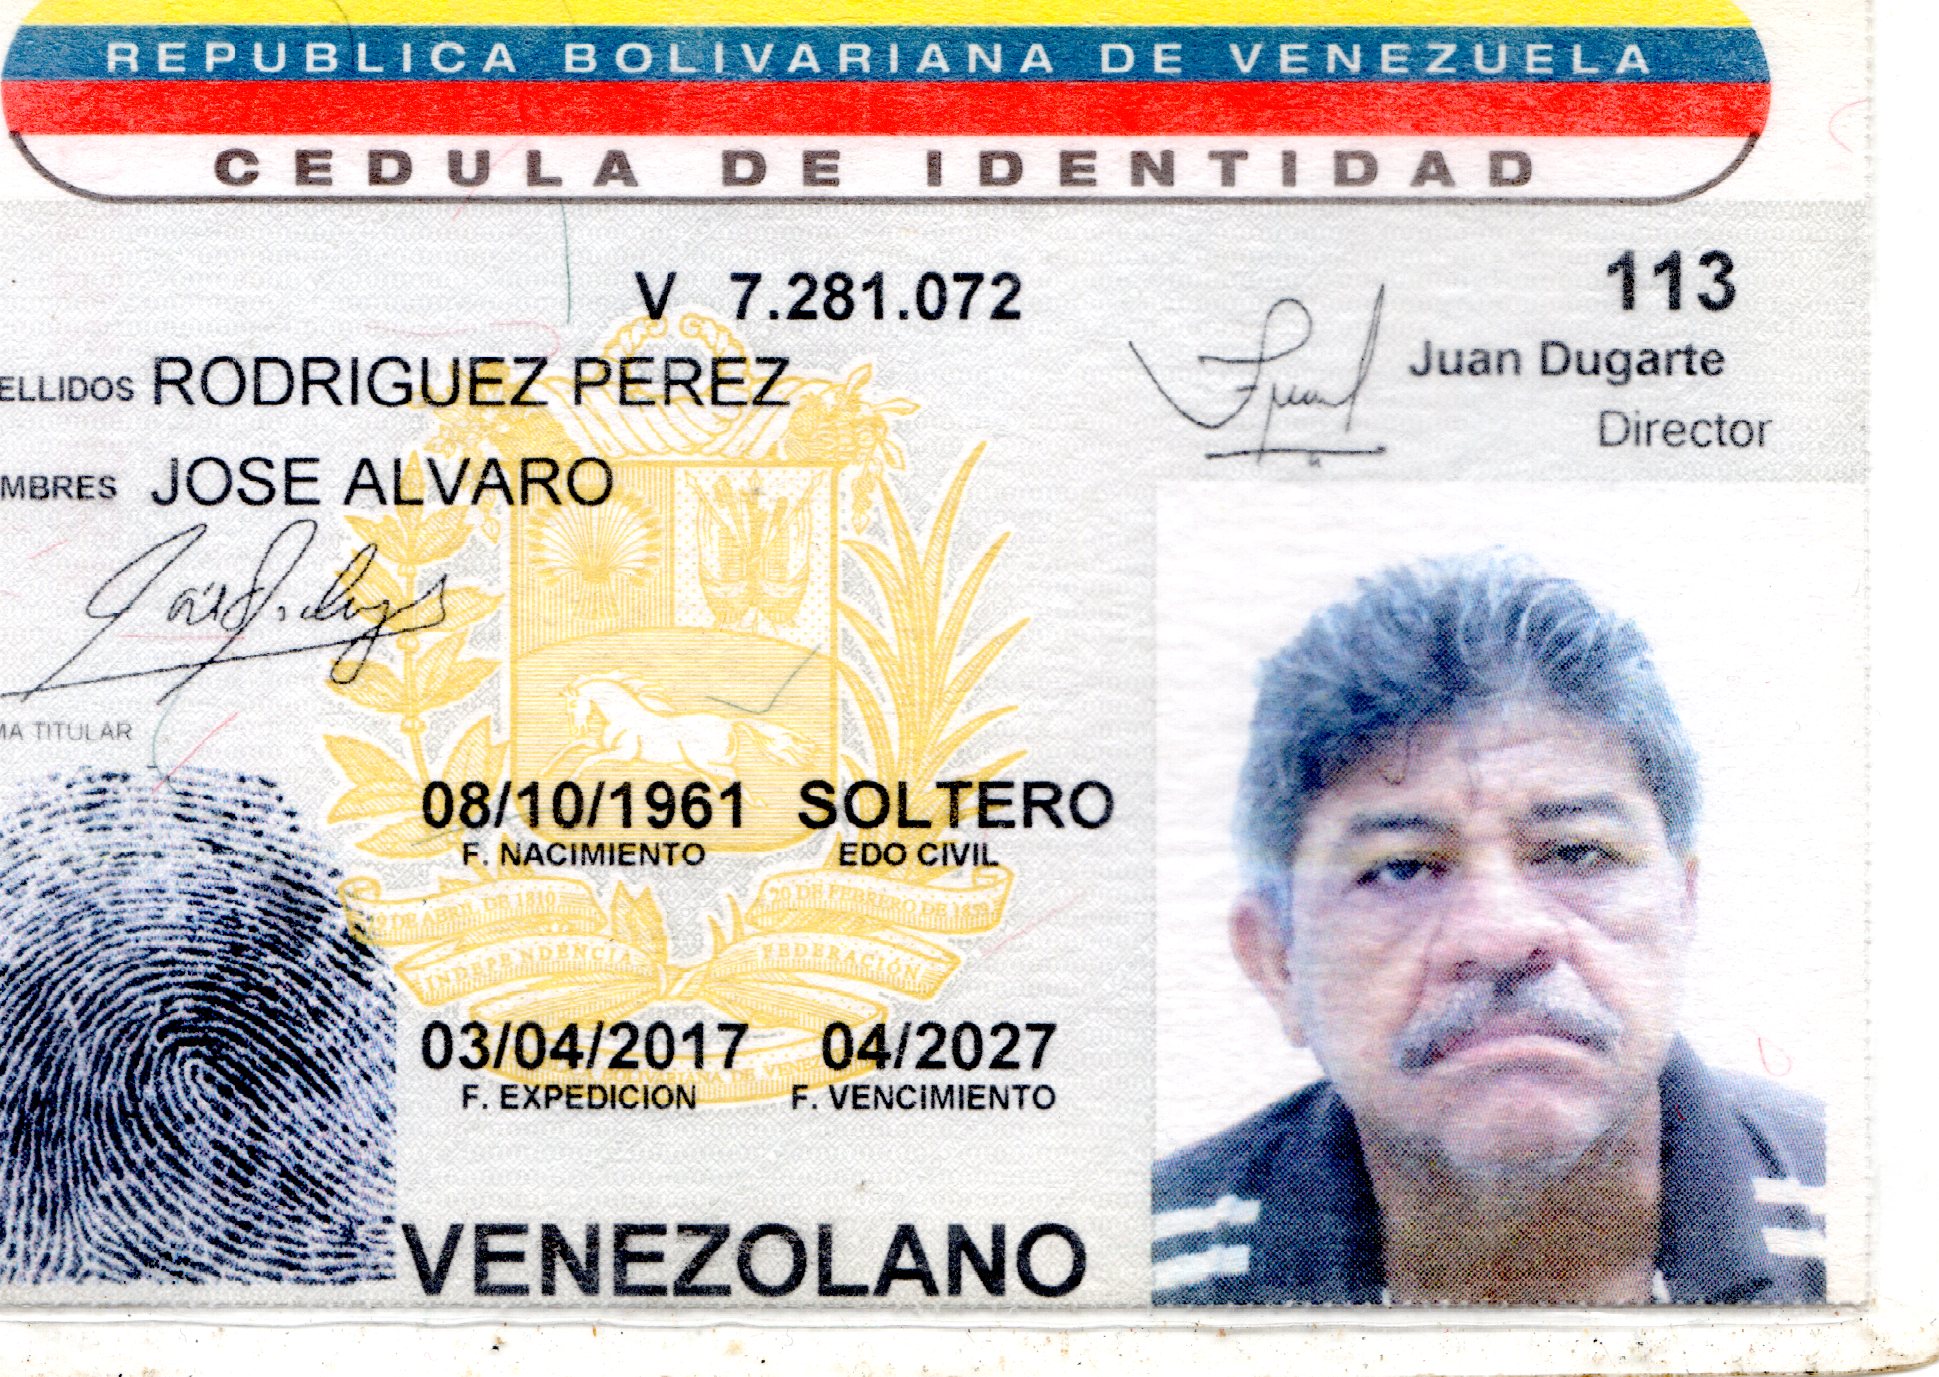 REPUBLICA BOLIVARIANA DE VENEZUELA
CEDULA DE IDENTIDAD
V 7.281.072
113
Juan Dugarte
Director
ELLIDOS RODRIGUEZ PEREZ
MBRES JOSE ALVARO
MA TITULAR
08/10/1961 SOLTERO
F. NACIMIENTO EDO CIVIL
19 DE ABRIL DE 1810 20 DE FEBRERO DE 1859
INDEPENDENCIA FEDERACIÓN
03/04/2017 04/2027
F. EXPEDICION F. VENCIMIENTO
VENEZOLANO